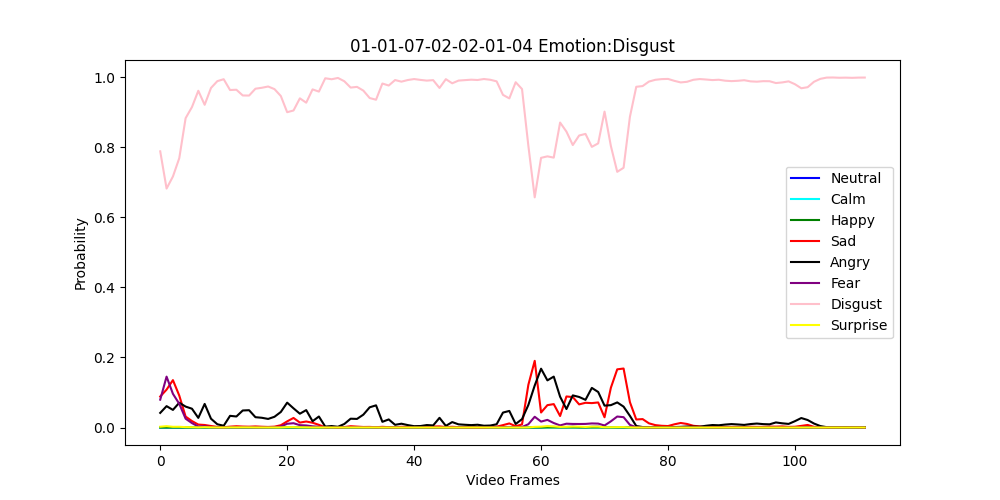 01-01-07-02-02-01-04 Emotion:Disgust
Probability
1.0
0.8
0.6
0.4
0.2
0.0
0
20
40
60
80
100
Video Frames
Neutral
Calm
Happy
Sad
Angry
Fear
Disgust
Surprise